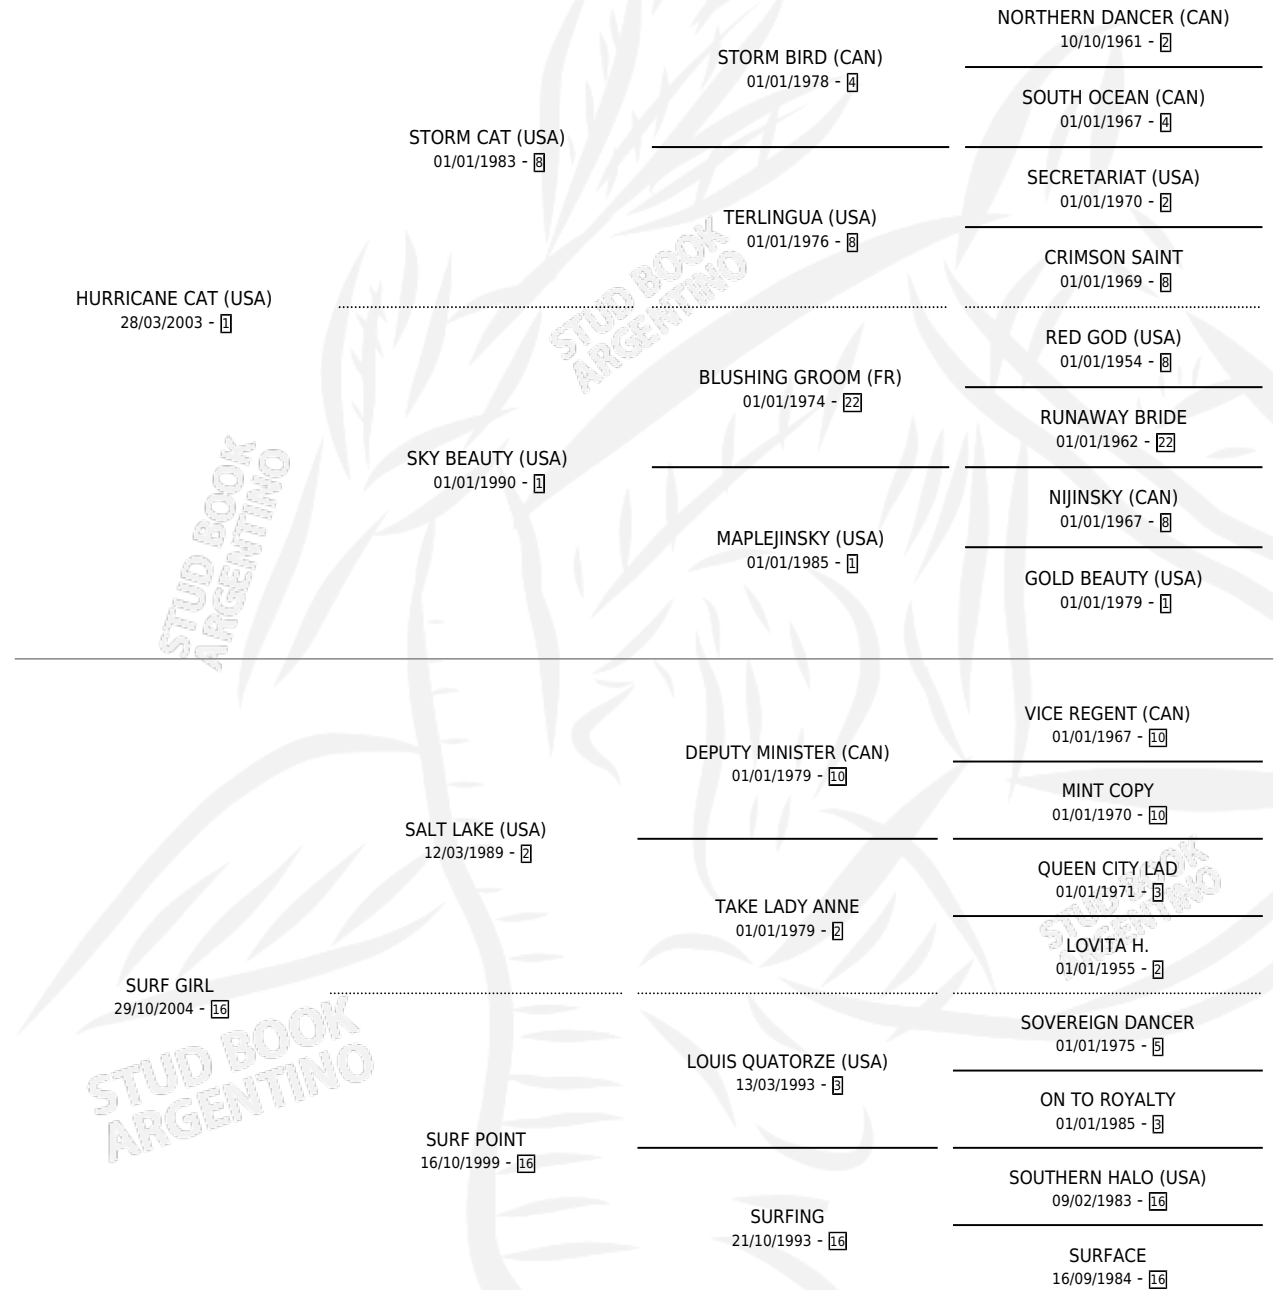 NORTHERN DANCER (CAN)
10/10/1961 - 2
STORM BIRD (CAN)
01/01/1978 - 4
SOUTH OCEAN (CAN)
01/01/1967 - 4
STORM CAT (USA)
01/01/1983 - 8
SECRETARIAT (USA)
01/01/1970 - 2
TERLINGUA (USA)
01/01/1976 - 8
CRIMSON SAINT
01/01/1969 - 8
HURRICANE CAT (USA)
28/03/2003 - 1
RED GOD (USA)
01/01/1954 - 8
BLUSHING GROOM (FR)
01/01/1974 - 22
RUNAWAY BRIDE
01/01/1962 - 22
SKY BEAUTY (USA)
01/01/1990 - 1
NIJINSKY (CAN)
01/01/1967 - 8
MAPLEJINSKY (USA)
01/01/1985 - 1
GOLD BEAUTY (USA)
01/01/1979 - 1
VICE REGENT (CAN)
01/01/1967 - 10
DEPUTY MINISTER (CAN)
01/01/1979 - 10
MINT COPY
01/01/1970 - 10
SALT LAKE (USA)
12/03/1989 - 2
QUEEN CITY LAD
01/01/1971 - 3
TAKE LADY ANNE
01/01/1979 - 2
LOVITA H.
01/01/1955 - 2
SURF GIRL
29/10/2004 - 16
SOVEREIGN DANCER
01/01/1975 - 5
LOUIS QUATORZE (USA)
13/03/1993 - 3
ON TO ROYALTY
01/01/1985 - 3
SURF POINT
16/10/1999 - 16
SOUTHERN HALO (USA)
09/02/1983 - 16
SURFING
21/10/1993 - 16
SURFACE
16/09/1984 - 16
STUD BOOK
ARGENTINO
STUD BOOK
ARGENTINO
STUD BOOK
ARGENTINO
STUD BOOK
ARGENTINO